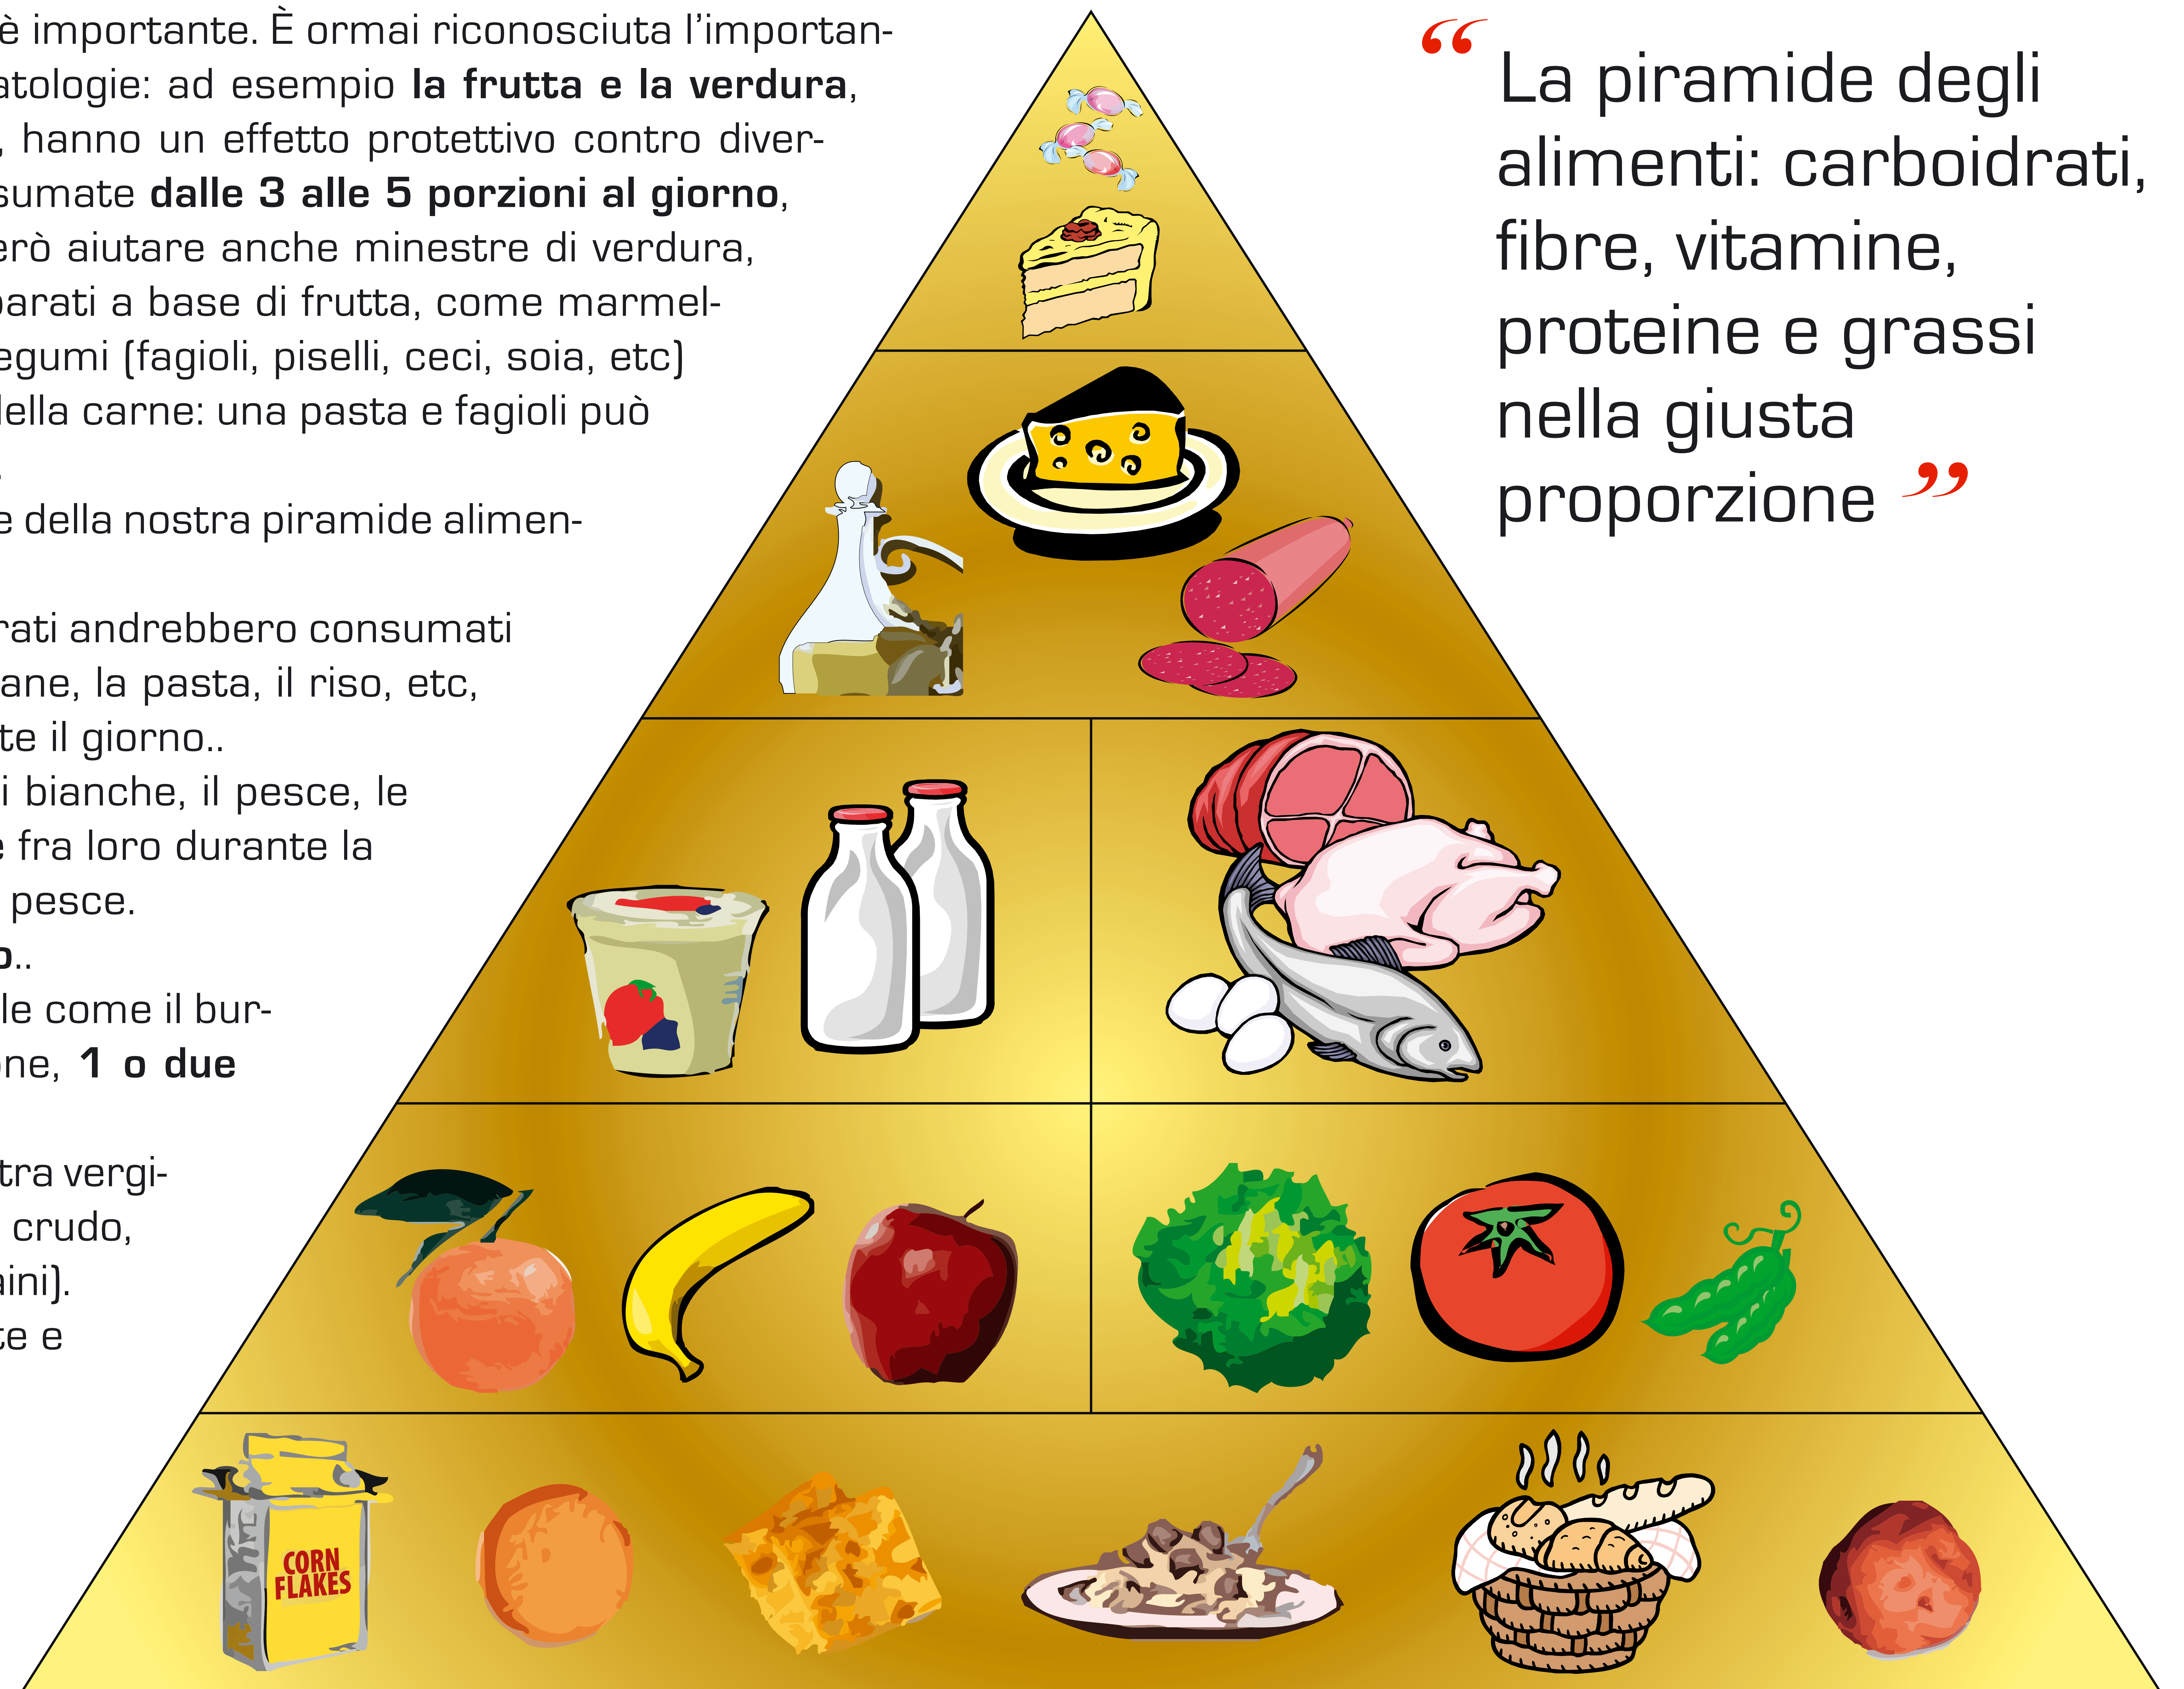 è importante. È ormai riconosciuta l'importan-
atologie: ad esempio la frutta e la verdura,
, hanno un effetto protettivo contro diver-
sumate dalle 3 alle 5 porzioni al giorno,
erò aiutare anche minestre di verdura,
parati a base di frutta, come marmel-
egumi (fagioli, piselli, ceci, soia, etc)
della carne: una pasta e fagioli può
.
e della nostra piramide alimen-
rati andrebbero consumati
ane, la pasta, il riso, etc,
te il giorno..
i bianche, il pesce, le
e fra loro durante la
pesce.
o..
le come il bur-
one, 1 o due
tra vergi-
crudo,
aini).
te e
“ La piramide degli
alimenti: carboidrati,
fibre, vitamine,
proteine e grassi
nella giusta
proporzione ”
CORN
FLAKES